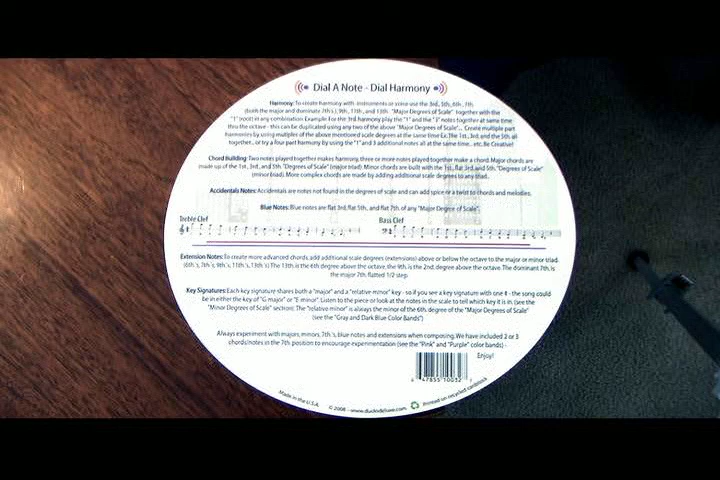 Dial A Note - Dial Harmony
Harmony: To create harmony with instruments or voice use the 3rd, 5th, 6th, 7th
(both the major and dominate 7th's), 9th, 11th, and 13th "Major Degrees of Scale" together with the
"1" (root) in any combination. Example: For the 3rd harmony play the "1" and the "3" notes together at same time
thru the octave - this can be duplicated using any two of the above "Major Degrees of Scale"... Create multiple part
harmonies by using multiples of the above mentioned scale degrees at the same time Ex: The 1st, 3rd, and the 5th all
together.. or try a four part harmony by using the "1" and 3 additional notes all at the same time.. etc. Be Creative!
Chord Building: Two notes played together makes harmony, three or more notes played together make a chord. Major chords are
made up of the 1st, 3rd, and 5th, "Degrees of Scale" (major triad). Minor chords are built with the 1st, flat 3rd, and 5th, "Degrees of Scale"
(minor triad). More complex chords are made by adding additional scale degrees to any triad.
Accidentals Notes: Accidentals are notes not found in the degrees of scale and can add spice or a twist to chords and melodies.
Blue Notes: Blue notes are flat 3rd, flat 5th, and flat 7th of any "Major Degree of Scale".
Treble Clef Bass Clef
Extension Notes: To create more advanced chords, add additional scale degrees (extensions) above or below the octave to the major or minor triad.
(6th's, 7th's, 9th's, 11th's, 13th's) The 13th is the 6th degree above the octave, the 9th is the 2nd, degree above the octave. The dominant 7th, is
the major 7th, flatted 1/2 step.
Key Signatures: Each key signature shares both a "major" and a "relative minor" key - so if you see a key signature with one # - the song could
be in either the key of "G major" or "E minor". Listen to the piece or look at the notes in the scale to tell which key it is in. (see the
"Minor Degrees of Scale" section) The "relative minor" is always the minor of the 6th degree of the "Major Degrees of Scale"
(see the "Gray and Dark Blue Color Bands")
Always experiment with majors, minors, 7th's, blue notes and extensions when composing. We have included 2 or 3
chords/notes in the 7th position to encourage experimentation (see the "Pink" and "Purple" color bands) -
Enjoy!
47855 10032
Made in the U.S.A. © 2008 - www.duckndeluxe.com Printed on recycled cardstock